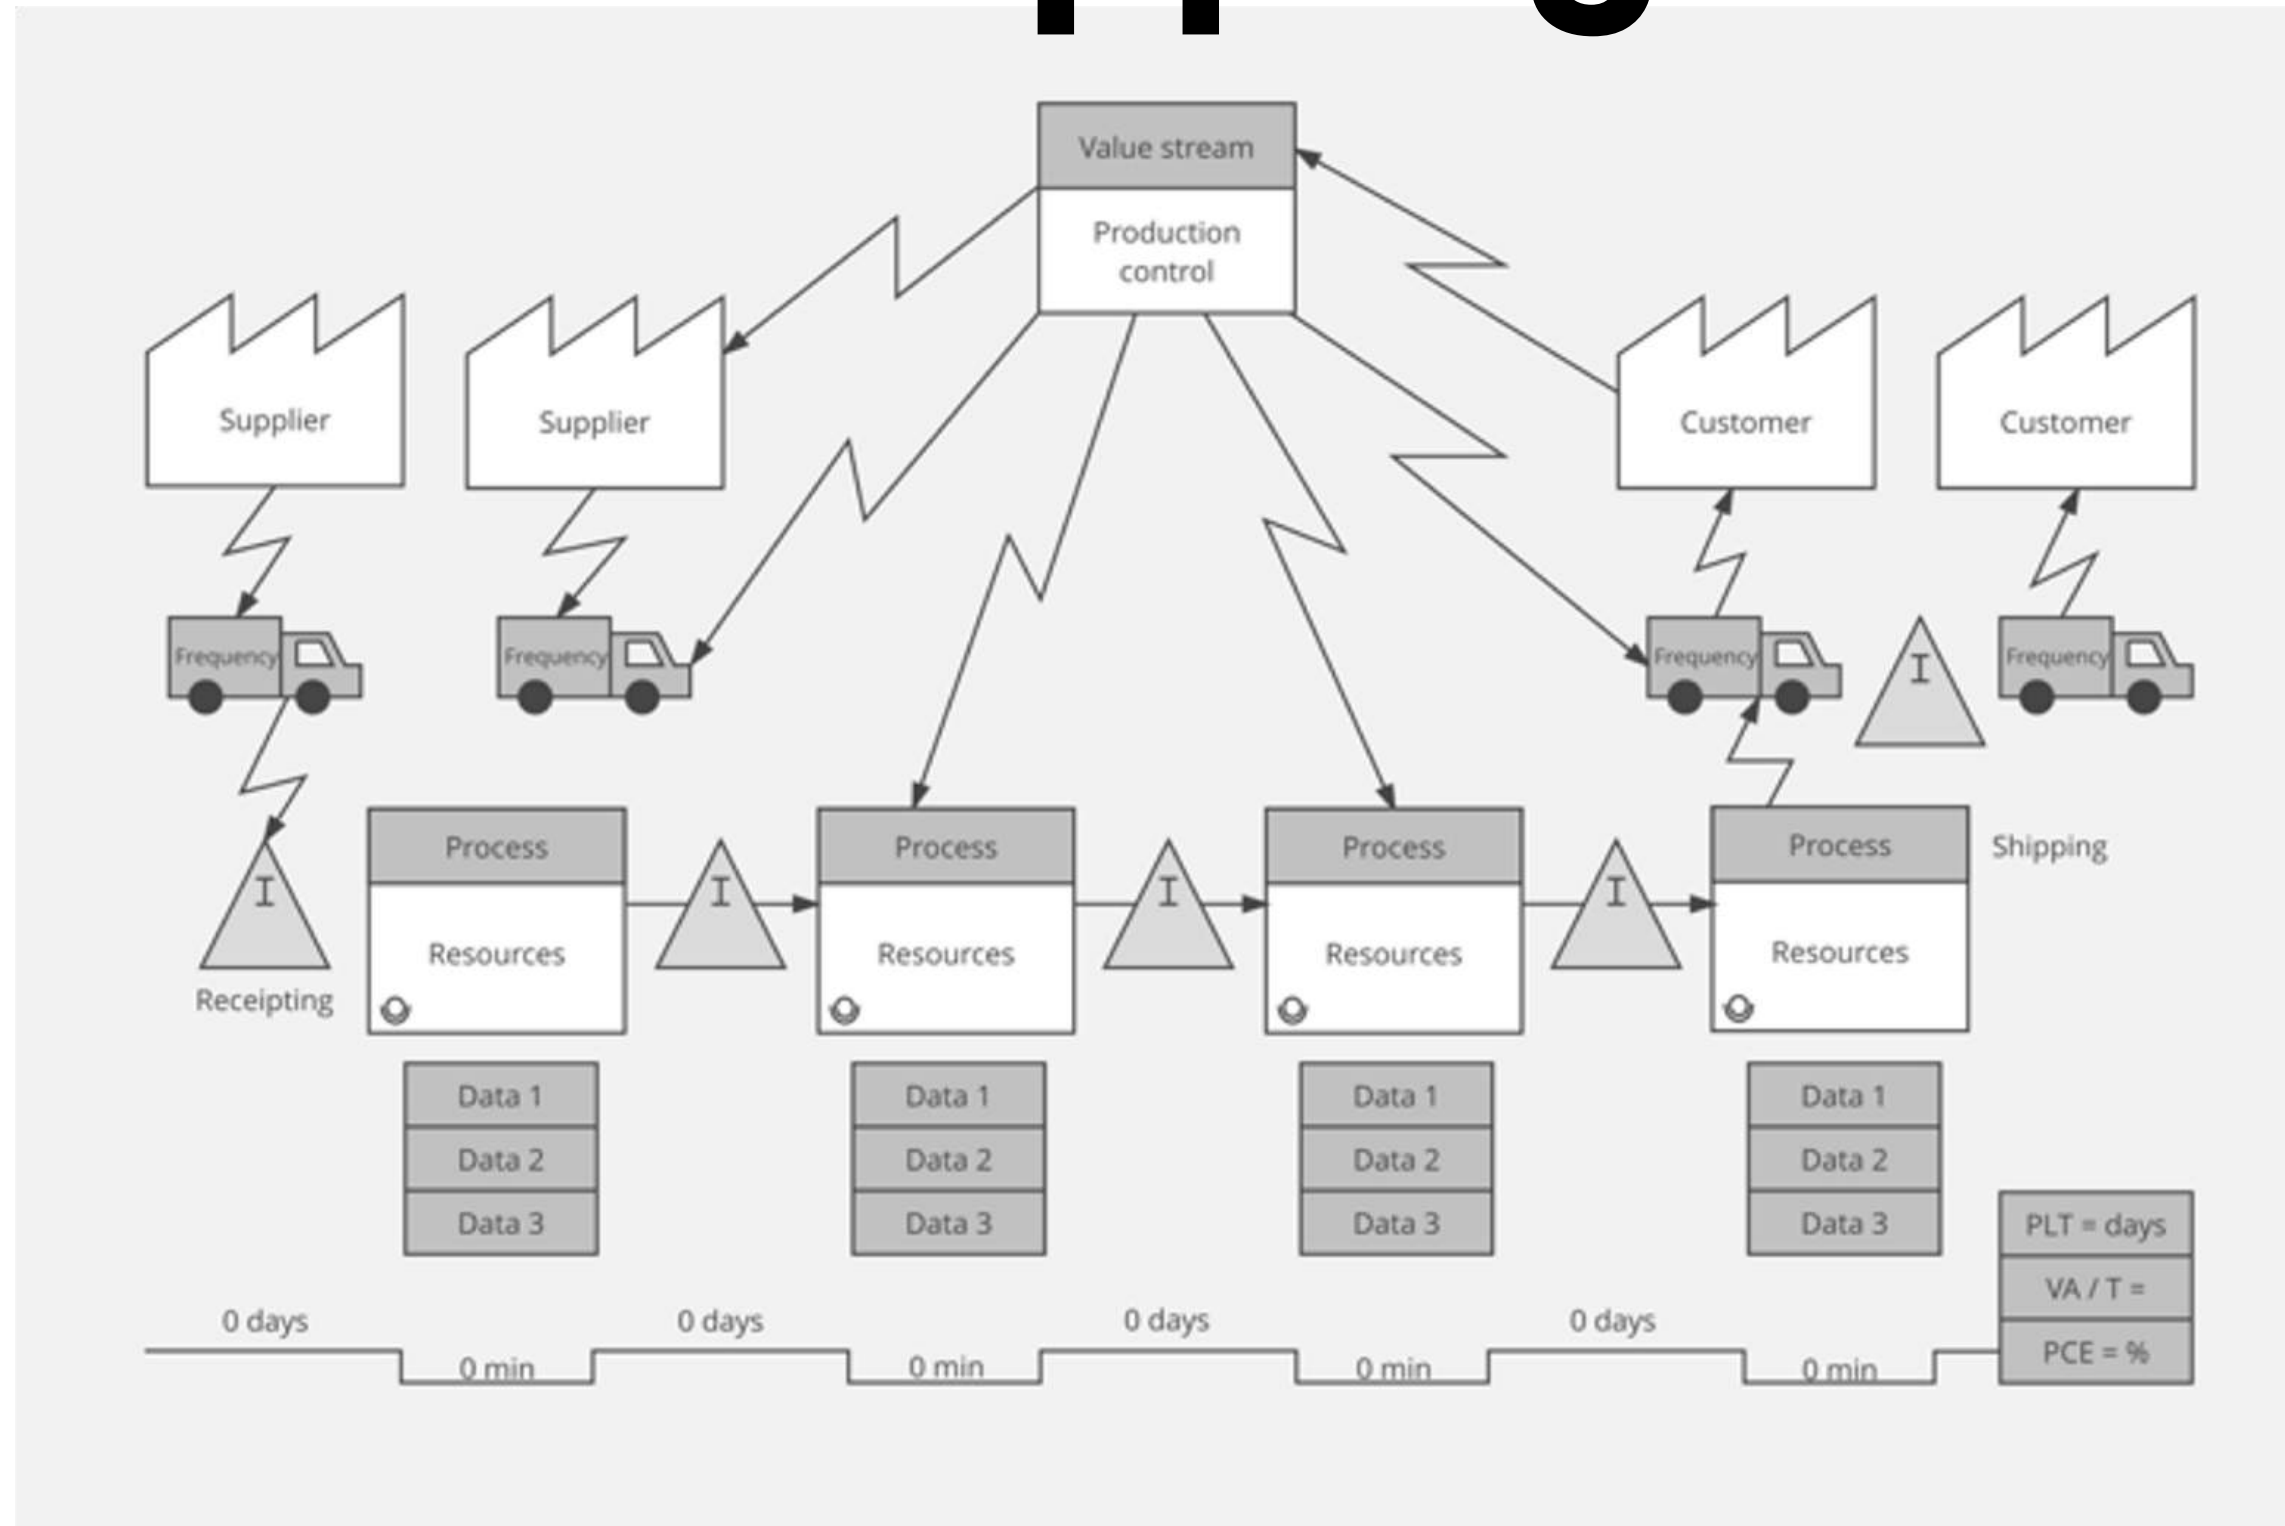 Value stream
Production
control
Supplier
Supplier
Customer
Customer
Frequency
Frequency
Frequency
I
Frequency
Process
Process
Process
Process
Shipping
I
I
I
I
Resources
Resources
Resources
Resources
Receipting
Data 1
Data 1
Data 1
Data 1
Data 2
Data 2
Data 2
Data 2
Data 3
Data 3
Data 3
Data 3
PLT = days
VA / T =
PCE = %
0 days
0 days
0 days
0 days
0 min
0 min
0 min
0 min